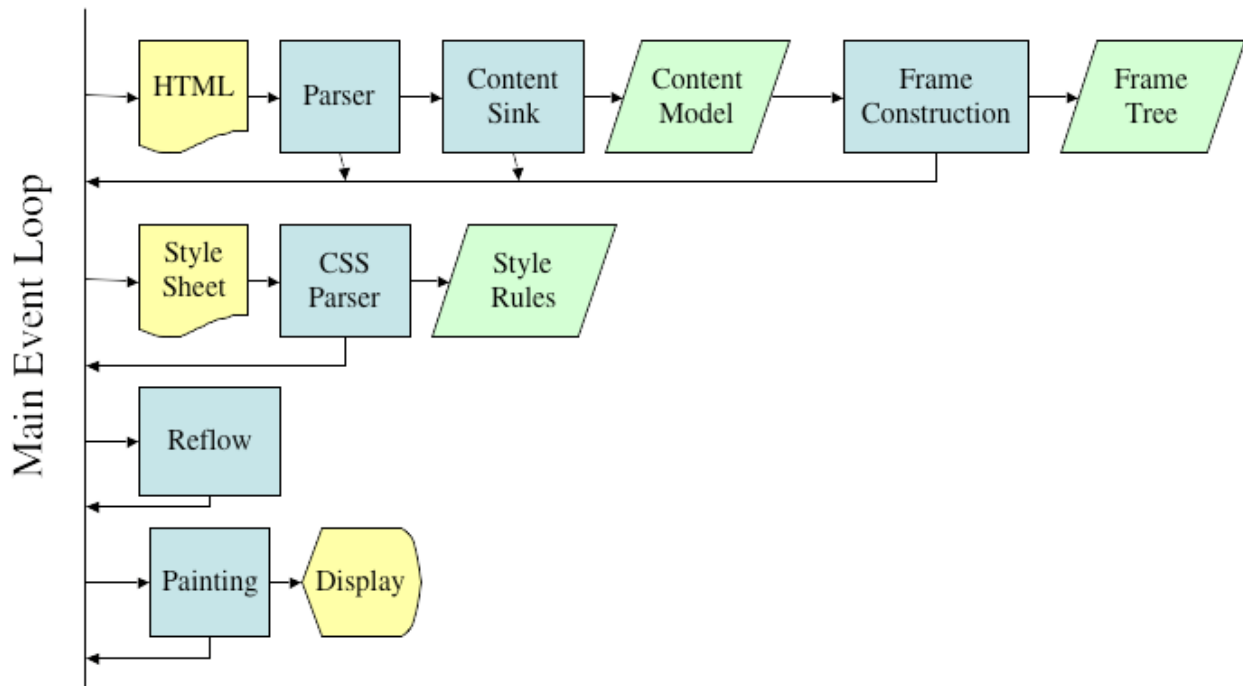 Main Event Loop
HTML
Parser
Content
Sink
Content
Model
Frame
Construction
Frame
Tree
Style
Sheet
CSS
Parser
Style
Rules
Reflow
Painting
Display